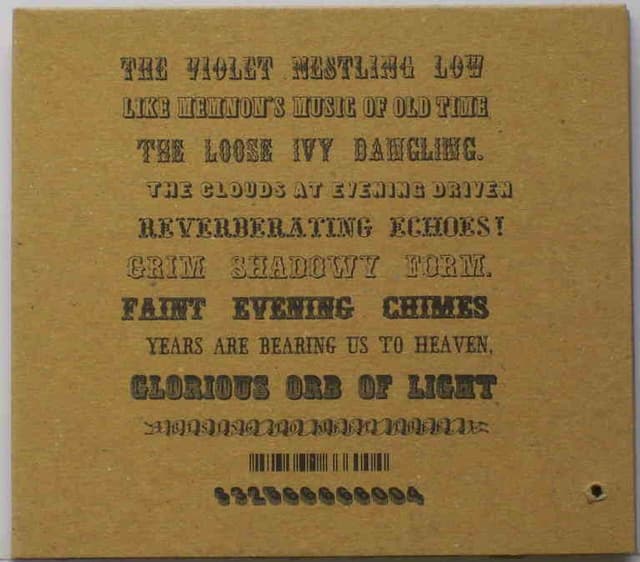 THE VIOLET NESTLING LOW
LIKE MEMNON'S MUSIC OF OLD TIME
THE LOOSE IVY DANGLING.
THE CLOUDS AT EVENING DRIVEN
REVERBERATING ECHOES!
GRIM SHADOWY FORM.
FAINT EVENING CHIMES
YEARS ARE BEARING US TO HEAVEN,
GLORIOUS ORB OF LIGHT